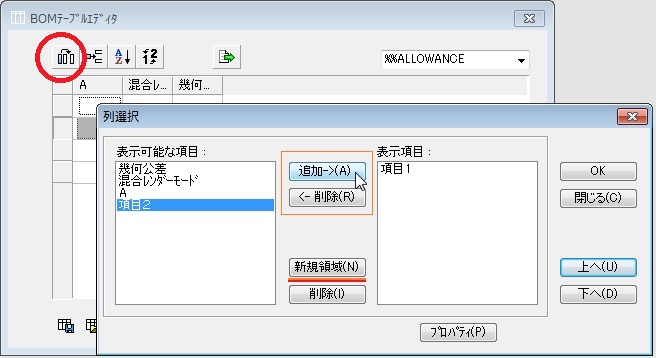 BOMﾃｰﾌﾞﾙｴﾃﾞｨﾀ
%%ALLOWANCE
A 混合ﾚ... 幾何...
列選択
表示可能な項目：
幾何公差
混合ﾚﾝﾀﾞｰﾓｰﾄﾞ
A
項目２
追加->(A)
<- 削除(R)
新規領域(N)
削除(I)
表示項目：
項目１
OK
閉じる(C)
上へ(U)
下へ(D)
ﾌﾟﾛﾊﾟﾃｨ(P)